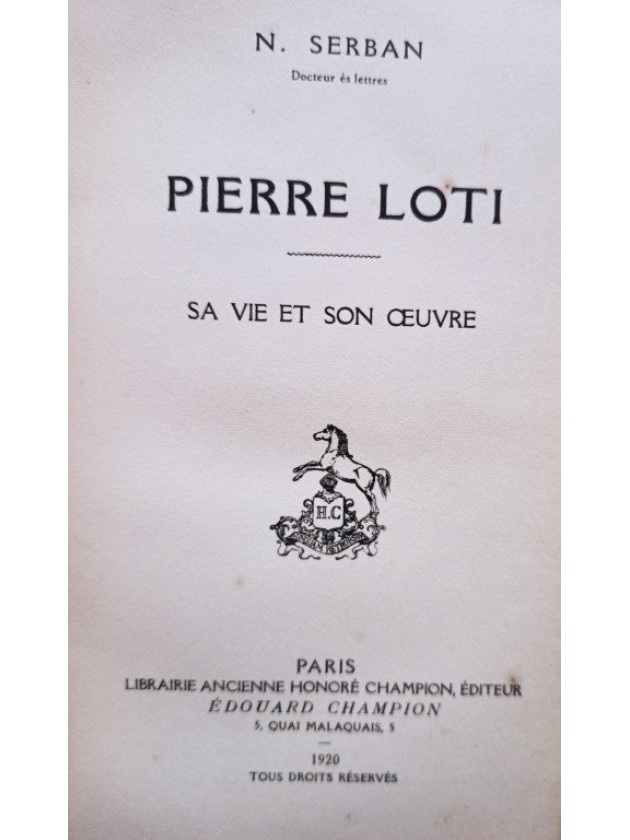 N. SERBAN
Docteur ès lettres
PIERRE LOTI
SA VIE ET SON ŒUVRE
H.C
PARIS
LIBRAIRIE ANCIENNE HONORÉ CHAMPION, ÉDITEUR
ÉDOUARD CHAMPION
5, QUAI MALAQUAIS, 5
1920
TOUS DROITS RÉSERVÉS